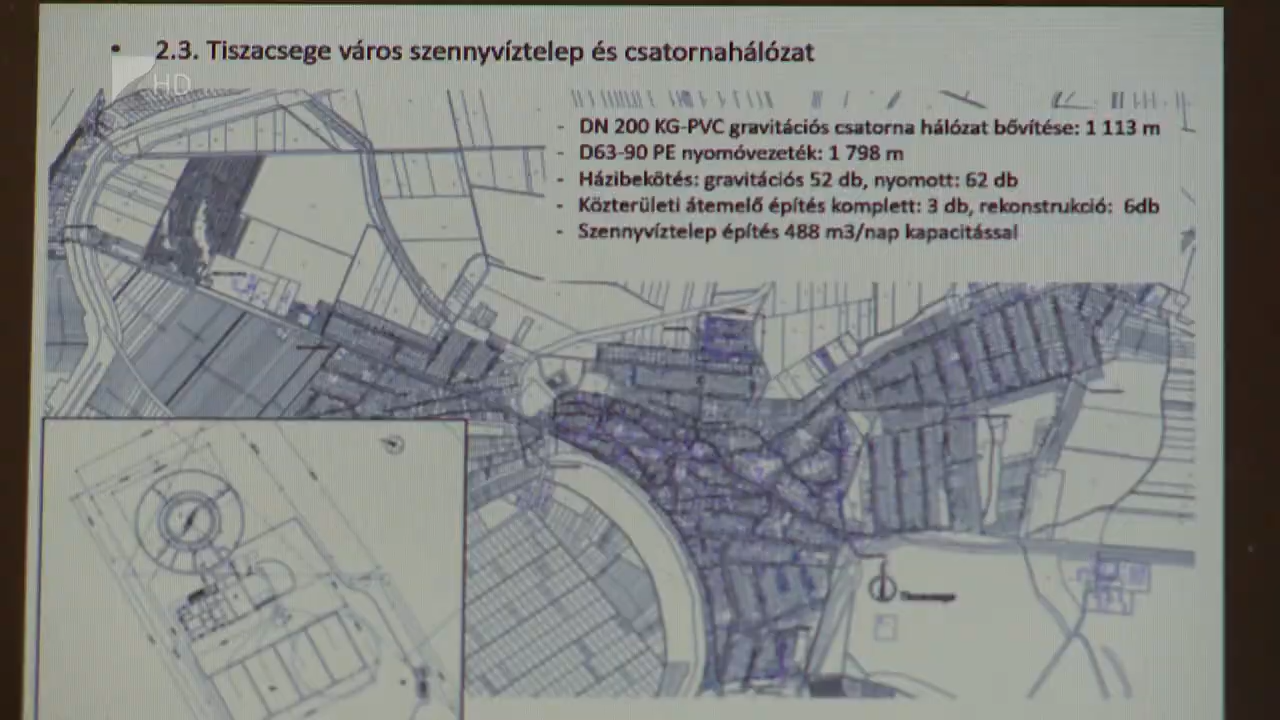 • 2.3. Tiszacsege város szennyvíztelep és csatornahálózat
HD
- DN 200 KG-PVC gravitációs csatorna hálózat bővítése: 1 113 m
- D63-90 PE nyomóvezeték: 1 798 m
- Házibekötés: gravitációs 52 db, nyomott: 62 db
- Közterületi átemelő építés komplett: 3 db, rekonstrukció: 6db
- Szennyvíztelep építés 488 m3/nap kapacitással